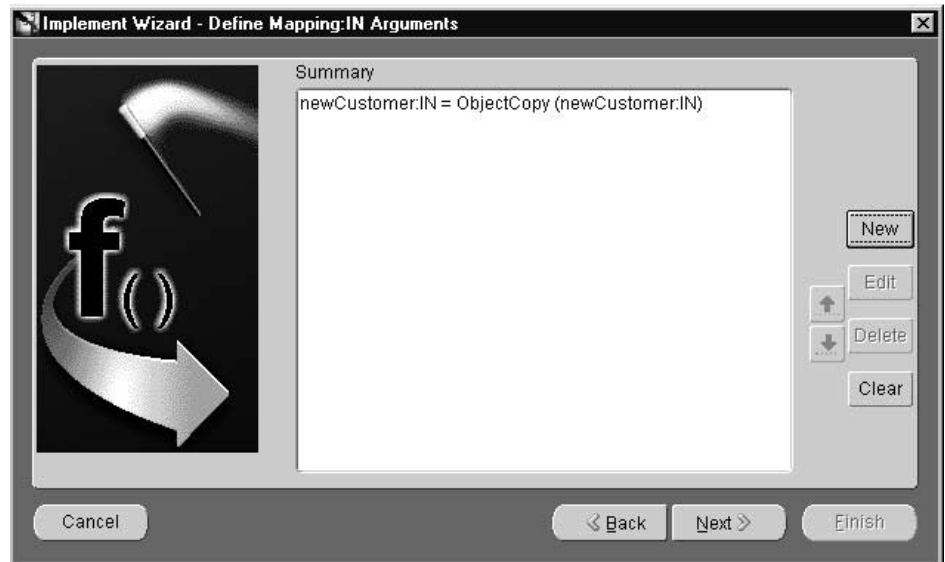 Implement Wizard - Define Mapping:IN Arguments
Summary
newCustomer:IN = ObjectCopy (newCustomer:IN)
f()
New
Edit
Delete
Clear
Cancel
Back
Next
Finish